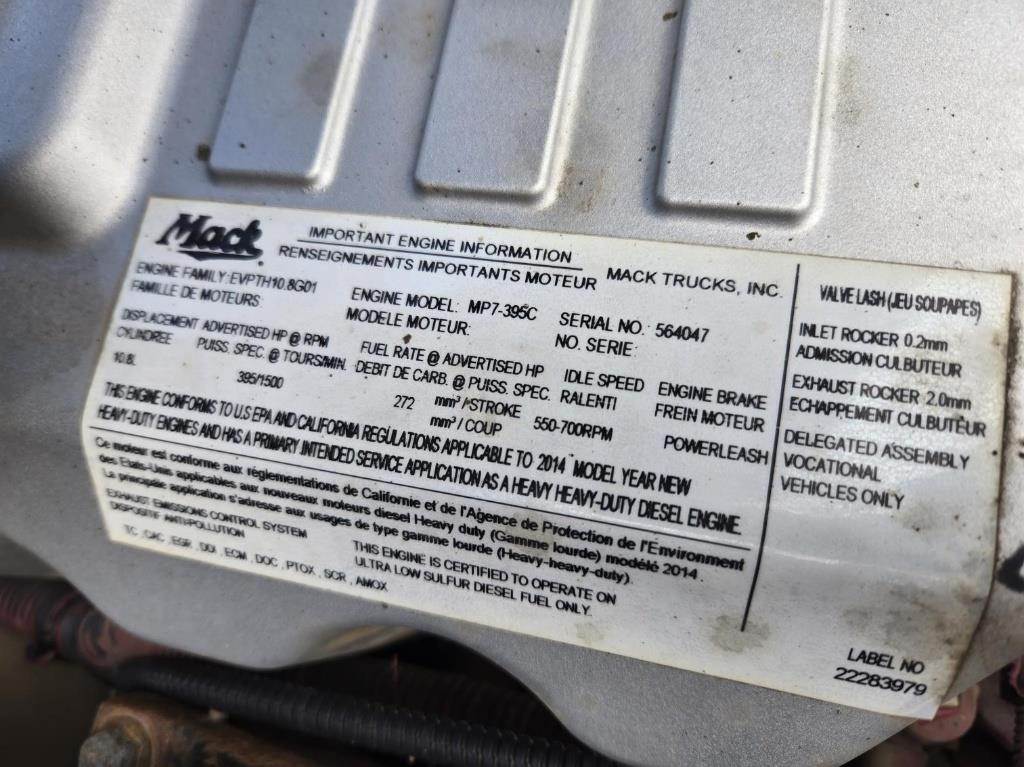 Mack
IMPORTANT ENGINE INFORMATION
RENSEIGNEMENTS IMPORTANTS MOTEUR
MACK TRUCKS, INC.
ENGINE FAMILY:EVPTH10.8G01
FAMILLE DE MOTEURS:
ENGINE MODEL: MP7-395C
MODELE MOTEUR:
SERIAL NO.: 564047
NO. SERIE:
DISPLACEMENT
CYLINDREE
10.8L
ADVERTISED HP @ RPM
PUISS. SPEC. @ TOURS/MIN.
395/1500
FUEL RATE @ ADVERTISED HP
DEBIT DE CARB. @ PUISS. SPEC.
272 mm³ / STROKE
mm³ / COUP
IDLE SPEED
RALENTI
550-700RPM
ENGINE BRAKE
FREIN MOTEUR
POWERLEASH
THIS ENGINE CONFORMS TO U.S EPA AND CALIFORNIA REGULATIONS APPLICABLE TO 2014 MODEL YEAR NEW
HEAVY-DUTY ENGINES AND HAS A PRIMARY INTENDED SERVICE APPLICATION AS A HEAVY HEAVY-DUTY DIESEL ENGINE.
Ce moteur est conforme aux réglementations de Californie et de l'Agence de Protection de l'Environment
des Etats-Unis applicables aux nouveaux moteurs diesel Heavy duty (Gamme lourde) modélé 2014.
La principale application s'adresse aux usages de type gamme lourde (Heavy-heavy-duty).
EXHAUST EMISSIONS CONTROL SYSTEM
DISPOSITIF ANTI-POLLUTION
TC , CAC , EGR , DDI , ECM , DOC , PTOX , SCR , AMOX
THIS ENGINE IS CERTIFIED TO OPERATE ON
ULTRA LOW SULFUR DIESEL FUEL ONLY.
VALVE LASH (JEU SOUPAPES)
INLET ROCKER 0.2mm
ADMISSION CULBUTEUR
EXHAUST ROCKER 2.0mm
ECHAPPEMENT CULBUTEUR
DELEGATED ASSEMBLY
VOCATIONAL
VEHICLES ONLY
LABEL NO
22283979